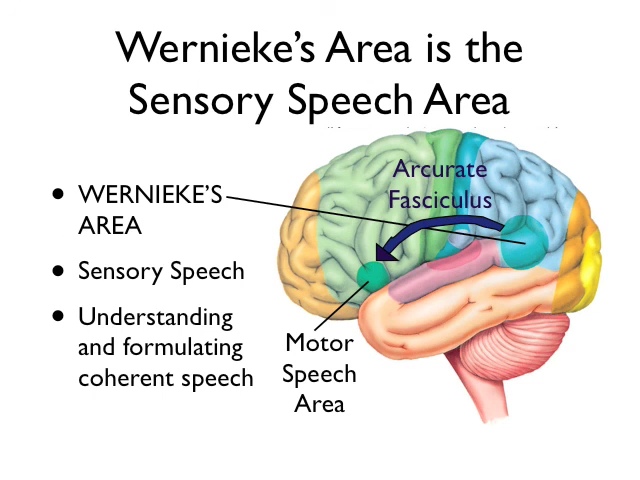 Wernieke's Area is the
Sensory Speech Area
• WERNIEKE'S
AREA
• Sensory Speech
• Understanding
and formulating
coherent speech
Arcurate
Fasciculus
Motor
Speech
Area